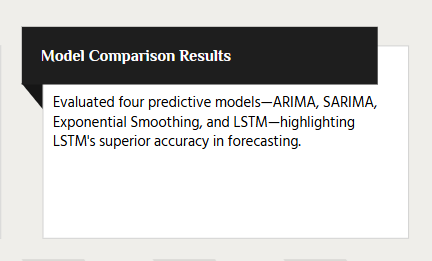 Model Comparison Results
Evaluated four predictive models—ARIMA, SARIMA,
Exponential Smoothing, and LSTM—highlighting
LSTM's superior accuracy in forecasting.